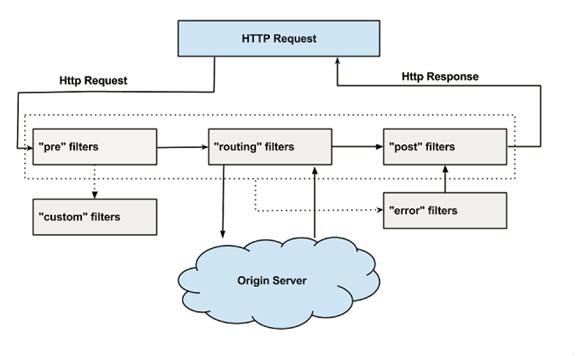 HTTP Request
Http Request
Http Response
"pre" filters
"routing" filters
"post" filters
"custom" filters
"error" filters
Origin Server